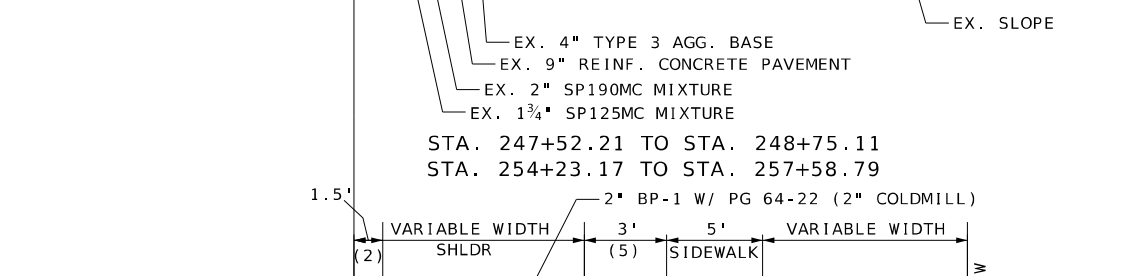 EX. SLOPE
EX. 4" TYPE 3 AGG. BASE
EX. 9" REINF. CONCRETE PAVEMENT
EX. 2" SP190MC MIXTURE
EX. 1¾" SP125MC MIXTURE
STA. 247+52.21 TO STA. 248+75.11
STA. 254+23.17 TO STA. 257+58.79
1.5'
2" BP-1 W/ PG 64-22 (2" COLDMILL)
VARIABLE WIDTH 3' 5' VARIABLE WIDTH
(2) SHLDR (5) SIDEWALK
W